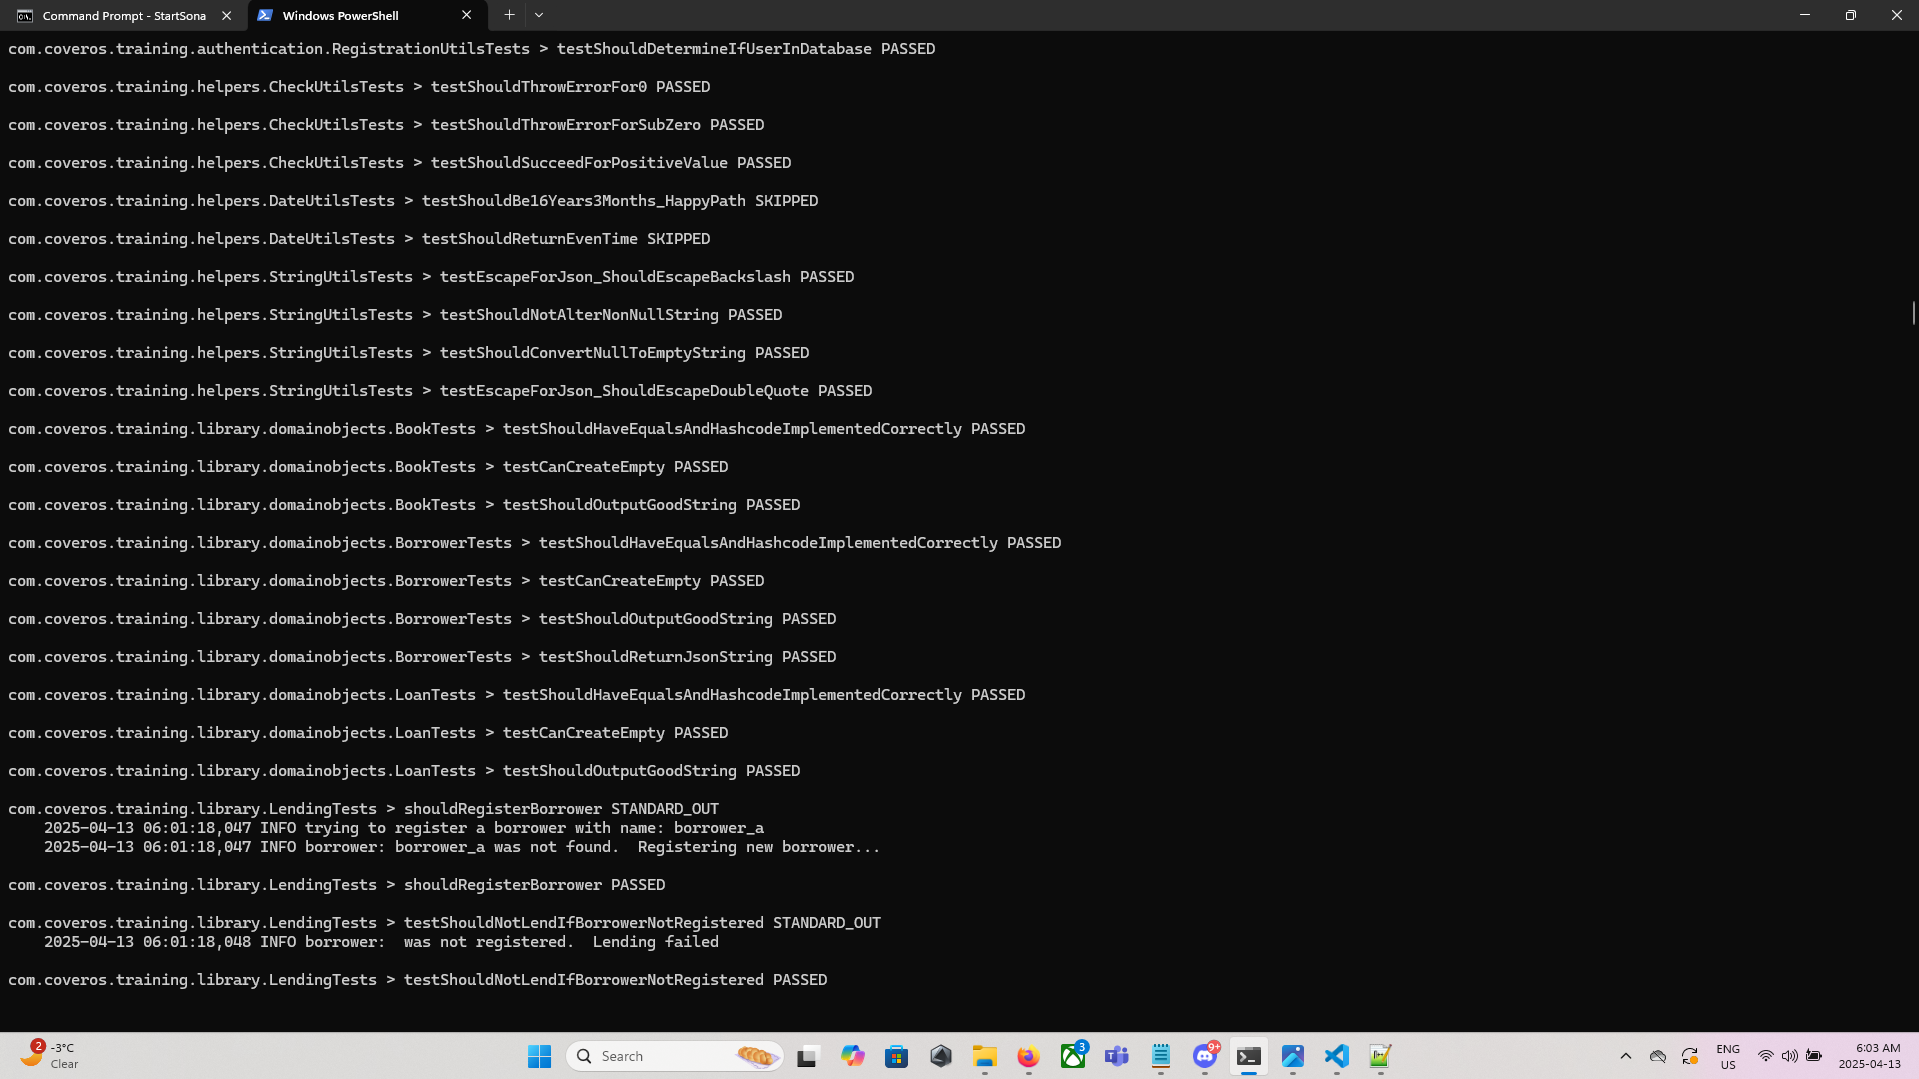 Command Prompt - StartSona
Windows PowerShell
com.coveros.training.authentication.RegistrationUtilsTests > testShouldDetermineIfUserInDatabase PASSED
com.coveros.training.helpers.CheckUtilsTests > testShouldThrowErrorFor0 PASSED
com.coveros.training.helpers.CheckUtilsTests > testShouldThrowErrorForSubZero PASSED
com.coveros.training.helpers.CheckUtilsTests > testShouldSucceedForPositiveValue PASSED
com.coveros.training.helpers.DateUtilsTests > testShouldBe16Years3Months_HappyPath SKIPPED
com.coveros.training.helpers.DateUtilsTests > testShouldReturnEvenTime SKIPPED
com.coveros.training.helpers.StringUtilsTests > testEscapeForJson_ShouldEscapeBackslash PASSED
com.coveros.training.helpers.StringUtilsTests > testShouldNotAlterNonNullString PASSED
com.coveros.training.helpers.StringUtilsTests > testShouldConvertNullToEmptyString PASSED
com.coveros.training.helpers.StringUtilsTests > testEscapeForJson_ShouldEscapeDoubleQuote PASSED
com.coveros.training.library.domainobjects.BookTests > testShouldHaveEqualsAndHashcodeImplementedCorrectly PASSED
com.coveros.training.library.domainobjects.BookTests > testCanCreateEmpty PASSED
com.coveros.training.library.domainobjects.BookTests > testShouldOutputGoodString PASSED
com.coveros.training.library.domainobjects.BorrowerTests > testShouldHaveEqualsAndHashcodeImplementedCorrectly PASSED
com.coveros.training.library.domainobjects.BorrowerTests > testCanCreateEmpty PASSED
com.coveros.training.library.domainobjects.BorrowerTests > testShouldOutputGoodString PASSED
com.coveros.training.library.domainobjects.BorrowerTests > testShouldReturnJsonString PASSED
com.coveros.training.library.domainobjects.LoanTests > testShouldHaveEqualsAndHashcodeImplementedCorrectly PASSED
com.coveros.training.library.domainobjects.LoanTests > testCanCreateEmpty PASSED
com.coveros.training.library.domainobjects.LoanTests > testShouldOutputGoodString PASSED
com.coveros.training.library.LendingTests > shouldRegisterBorrower STANDARD_OUT
2025-04-13 06:01:18,047 INFO trying to register a borrower with name: borrower_a
2025-04-13 06:01:18,047 INFO borrower: borrower_a was not found.  Registering new borrower...
com.coveros.training.library.LendingTests > shouldRegisterBorrower PASSED
com.coveros.training.library.LendingTests > testShouldNotLendIfBorrowerNotRegistered STANDARD_OUT
2025-04-13 06:01:18,048 INFO borrower:  was not registered.  Lending failed
com.coveros.training.library.LendingTests > testShouldNotLendIfBorrowerNotRegistered PASSED
2
-3°C
Clear
Search
3
9+
ENG
US
6:03 AM
2025-04-13